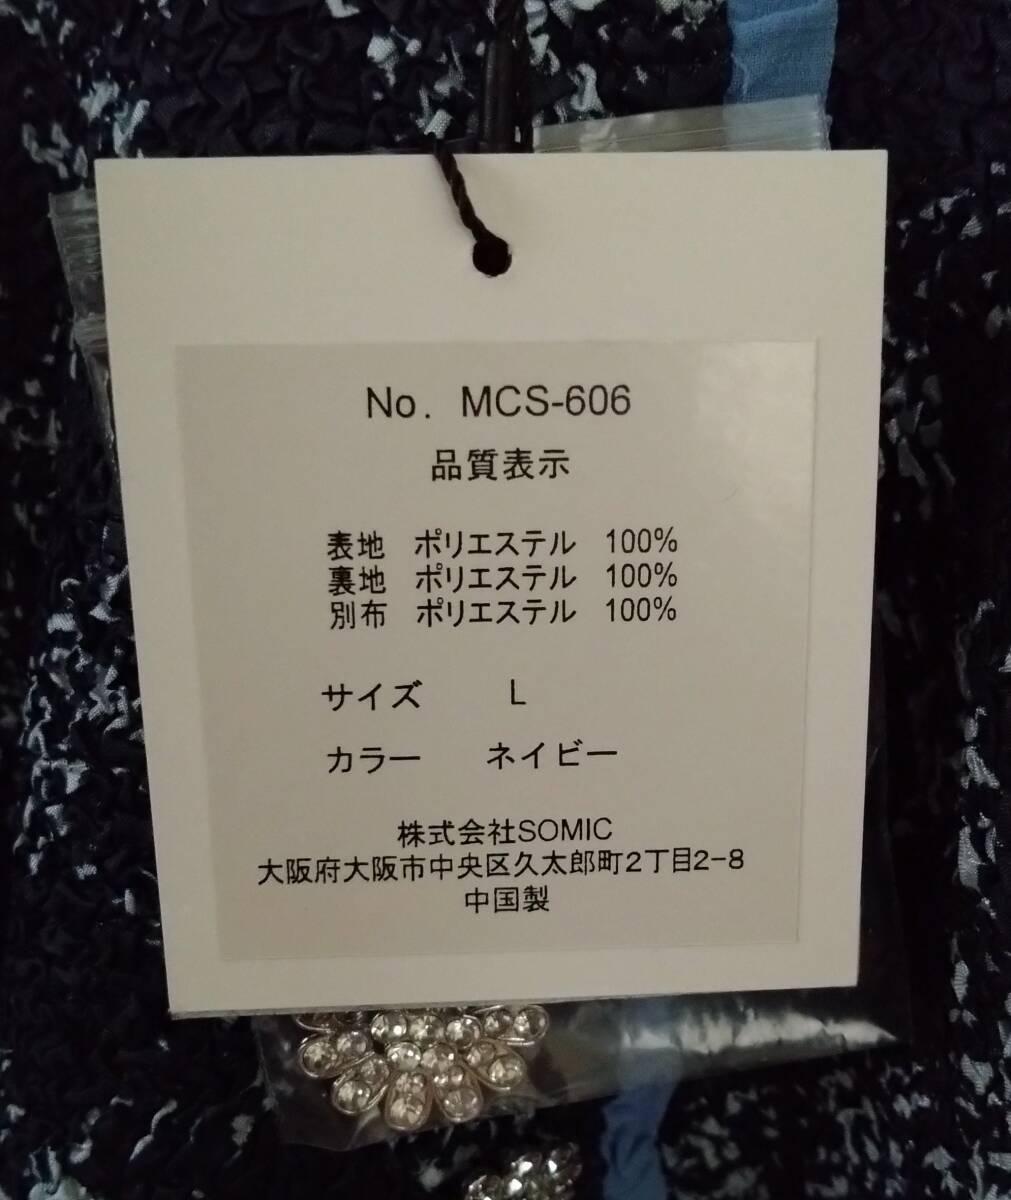 No. MCS-606
品質表示
表地 ポリエステル 100%
裏地 ポリエステル 100%
別布 ポリエステル 100%
サイズ L
カラー ネイビー
株式会社SOMIC
大阪府大阪市中央区久太郎町2丁目2-8
中国製